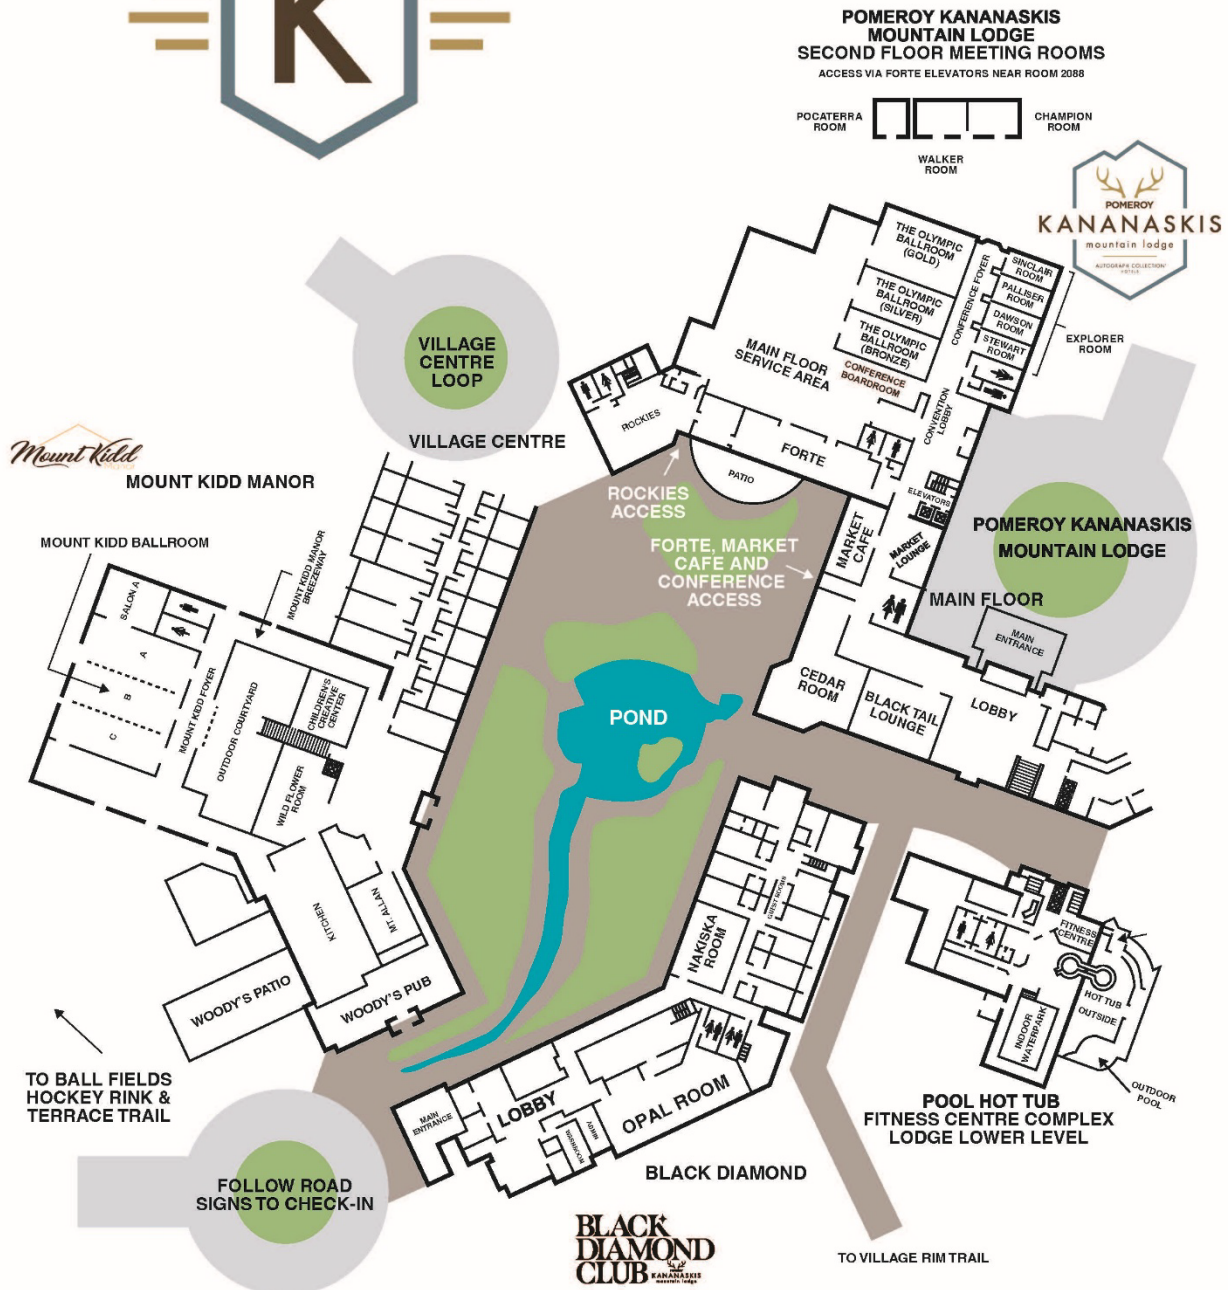 K
POMEROY KANANASKIS
MOUNTAIN LODGE
SECOND FLOOR MEETING ROOMS
ACCESS VIA FORTE ELEVATORS NEAR ROOM 2088
POCATERRA
ROOM
CHAMPION
ROOM
WALKER
ROOM
POMEROY
KANANASKIS
mountain lodge
AUTOGRAPH COLLECTION
HOTELS
THE OLYMPIC
BALLROOM
(GOLD)
THE OLYMPIC
BALLROOM
(SILVER)
THE OLYMPIC
BALLROOM
(BRONZE)
CONFERENCE FOYER
SINCLAIR
ROOM
PALLISER
ROOM
DAWSON
ROOM
STEWART
ROOM
EXPLORER
ROOM
MAIN FLOOR
SERVICE AREA
CONFERENCE
BOARDROOM
CONVENTION
LOBBY
VILLAGE
CENTRE
LOOP
VILLAGE CENTRE
ROCKIES
FORTE
PATIO
ROCKIES
ACCESS
ELEVATORS
MARKET
CAFE
MARKET
LOUNGE
POMEROY KANANASKIS
MOUNTAIN LODGE
FORTE, MARKET
CAFE AND
CONFERENCE
ACCESS
MAIN FLOOR
MAIN
ENTRANCE
CEDAR
ROOM
BLACK TAIL
LOUNGE
LOBBY
Mount Kidd
Manor
MOUNT KIDD MANOR
MOUNT KIDD BALLROOM
MOUNT KIDD MANOR
BREEZEWAY
SALON A
A
B
C
MOUNT KIDD FOYER
OUTDOOR COURTYARD
CHILDREN'S
CREATIVE
CENTER
WILD FLOWER
ROOM
POND
KITCHEN
MT. ALLAN
WOODY'S PATIO
WOODY'S PUB
TO BALL FIELDS
HOCKEY RINK &
TERRACE TRAIL
GUEST ROOMS
NAKISKA
ROOM
FITNESS
CENTRE
HOT TUB
OUTSIDE
INDOOR
WATERPARK
OUTDOOR
POOL
POOL HOT TUB
FITNESS CENTRE COMPLEX
LODGE LOWER LEVEL
MAIN
ENTRANCE
LOBBY
OPAL ROOM
BLACK DIAMOND
FOLLOW ROAD
SIGNS TO CHECK-IN
BLACK
DIAMOND
CLUB
KANANASKIS
mountain lodge
TO VILLAGE RIM TRAIL